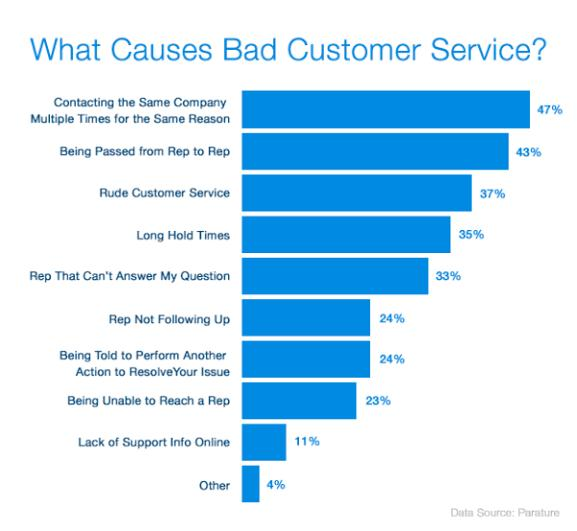 What Causes Bad Customer Service?
Contacting the Same Company
Multiple Times for the Same Reason
47%
Being Passed from Rep to Rep
43%
Rude Customer Service
37%
Long Hold Times
35%
Rep That Can't Answer My Question
33%
Rep Not Following Up
24%
Being Told to Perform Another
Action to ResolveYour Issue
24%
Being Unable to Reach a Rep
23%
Lack of Support Info Online
11%
Other
4%
Data Source: Parature